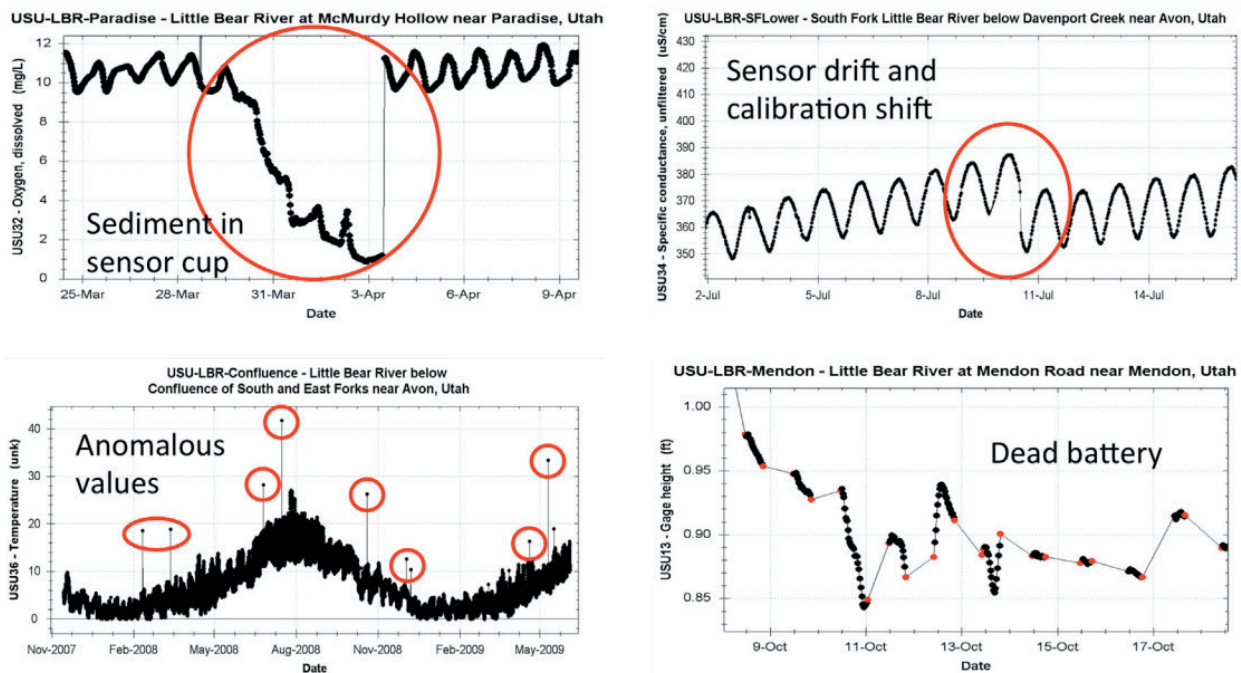 USU-LBR-Paradise - Little Bear River at McMurdy Hollow near Paradise, Utah
USU32 - Oxygen, dissolved (mg/L)
12
10
8
6
4
2
0
Sediment in
sensor cup
25-Mar 28-Mar 31-Mar 3-Apr 6-Apr 9-Apr
Date
USU-LBR-SFLower - South Fork Little Bear River below Davenport Creek near Avon, Utah
USU34 - Specific conductance, unfiltered (uS/cm)
430
420
410
400
390
380
370
360
350
Sensor drift and
calibration shift
2-Jul 5-Jul 8-Jul 11-Jul 14-Jul
Date
USU-LBR-Confluence - Little Bear River below
Confluence of South and East Forks near Avon, Utah
USU36 - Temperature (unk)
40
30
20
10
0
Anomalous
values
Nov-2007 Feb-2008 May-2008 Aug-2008 Nov-2008 Feb-2009 May-2009
Date
USU-LBR-Mendon - Little Bear River at Mendon Road near Mendon, Utah
USU13 - Gage height (ft)
1.00
0.95
0.90
0.85
Dead battery
9-Oct 11-Oct 13-Oct 15-Oct 17-Oct
Date